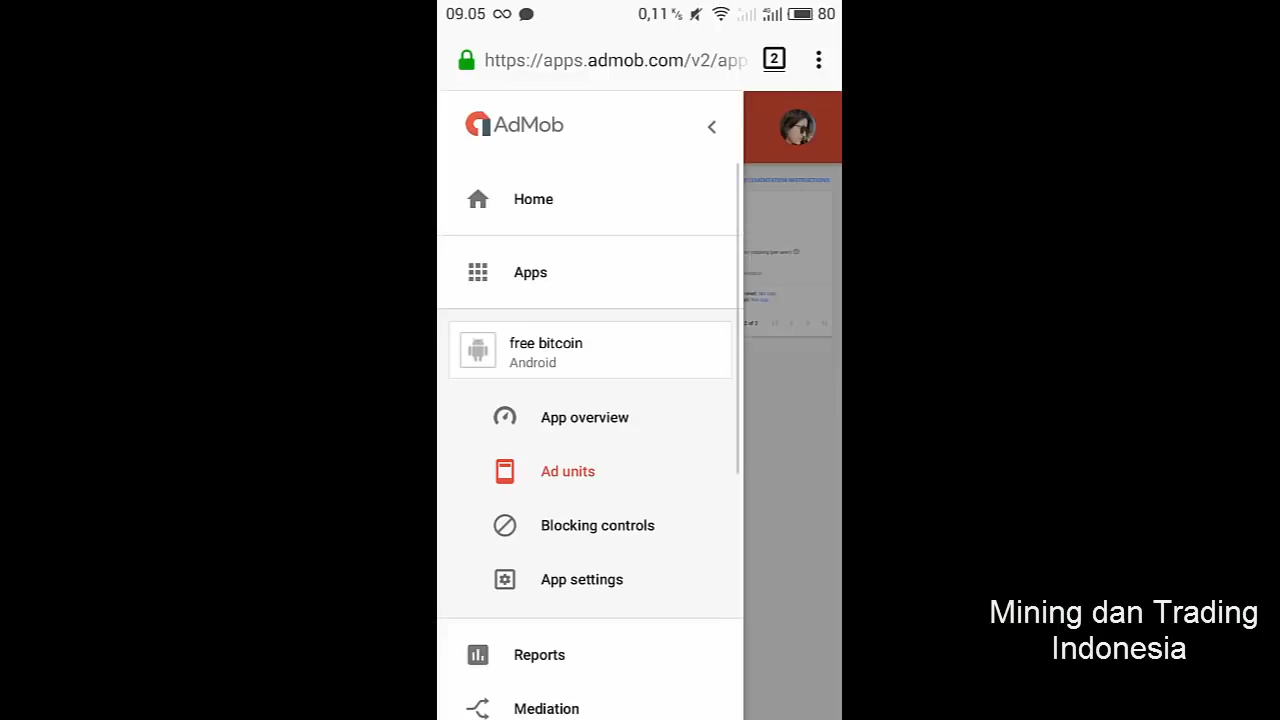 09.05 0,11 K/s 4G 80
https://apps.admob.com/v2/app 2
AdMob
Home
Apps
free bitcoin
Android
App overview
Ad units
Blocking controls
App settings
Reports
Mediation
Mining dan Trading
Indonesia